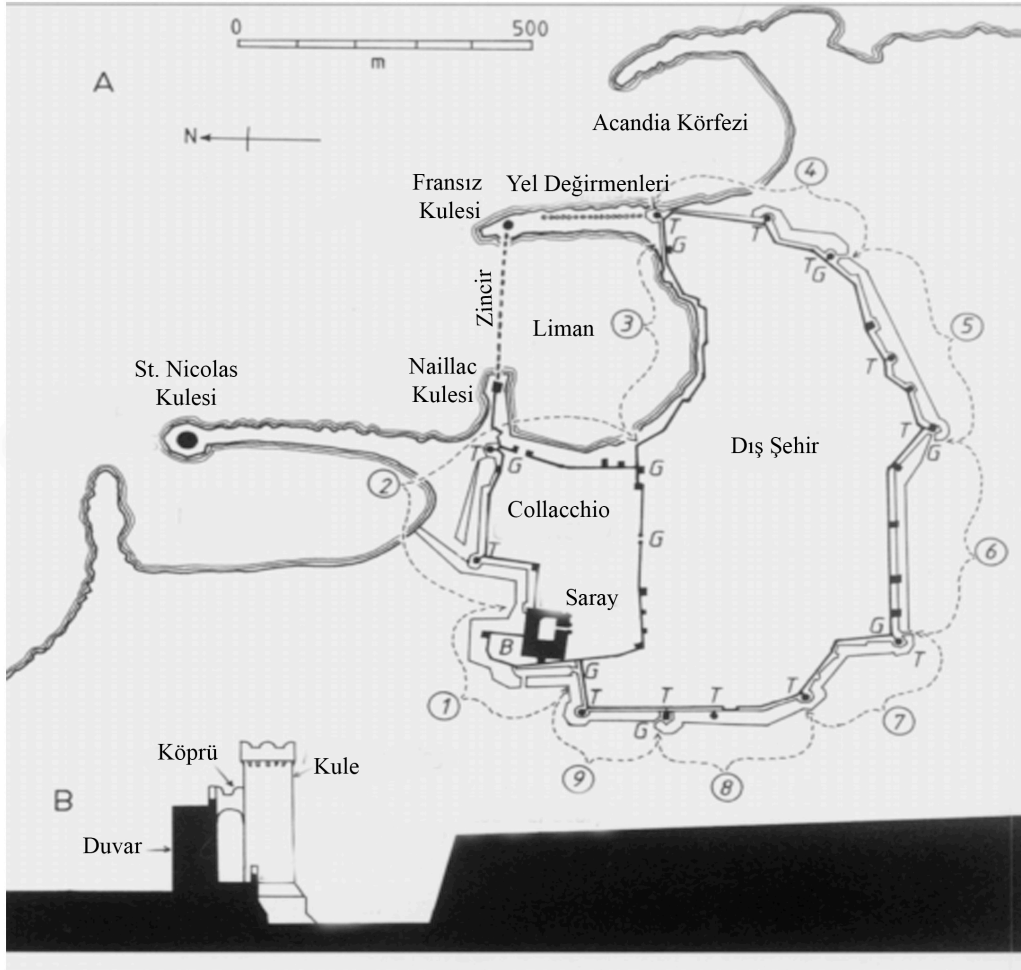 0 500
m
A
N
Acandia Körfezi
Fransız
Kulesi
Yel Değirmenleri
4
T
G
T
T
G
Zincir
Liman
3
5
T
St. Nicolas
Kulesi
Naillac
Kulesi
Dış Şehir
T
G
T
G
G
2
Collacchio
G
T
6
Saray
B
G
T
G
1
T
T
T
T
G
7
9
8
Köprü
Kule
B
Duvar